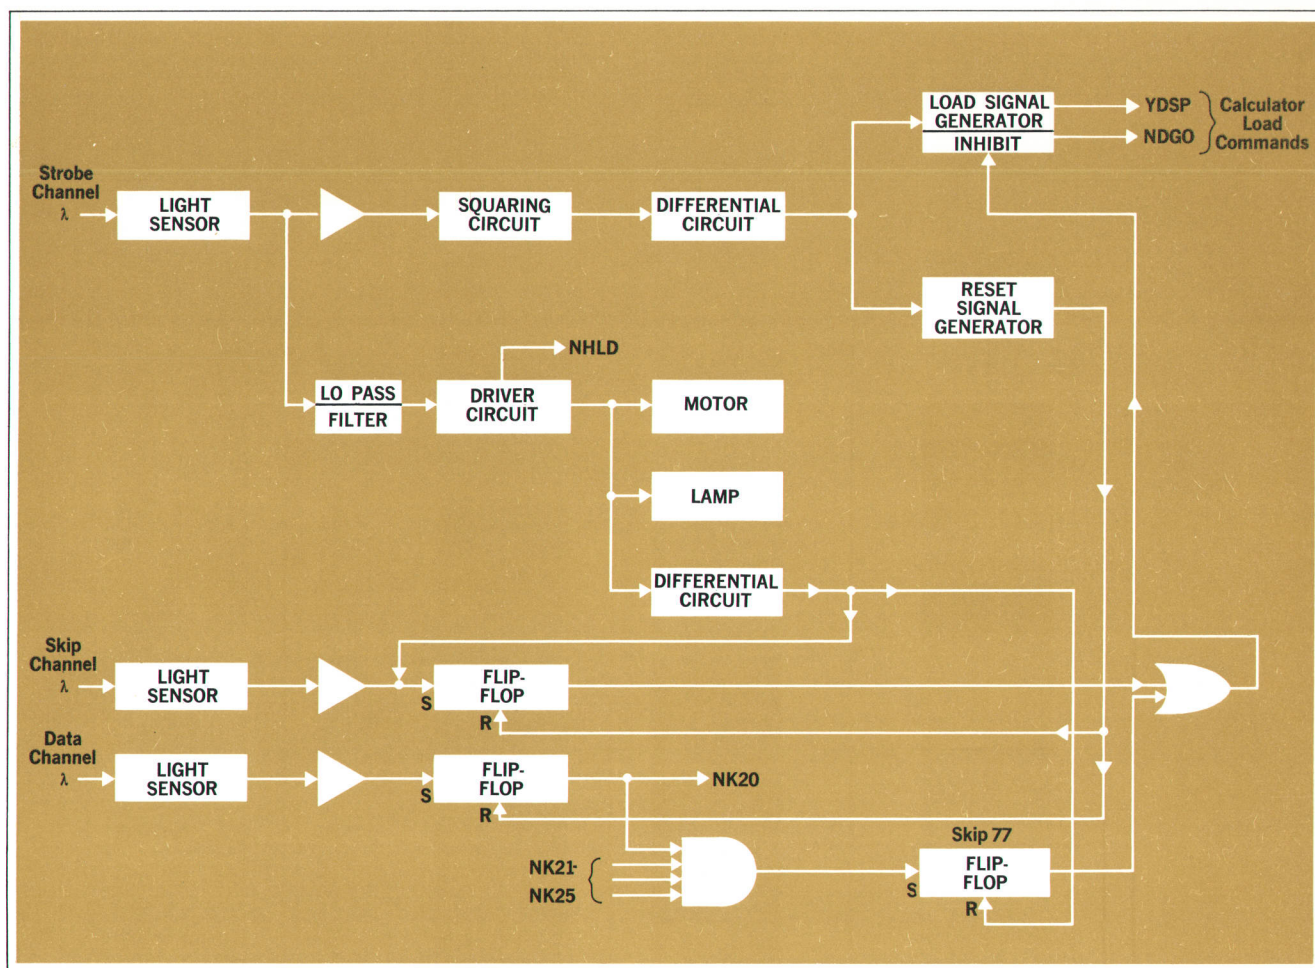 LOAD SIGNAL
GENERATOR
INHIBIT
YDSP
NDGO
Calculator
Load
Commands
Strobe
Channel
λ
LIGHT
SENSOR
SQUARING
CIRCUIT
DIFFERENTIAL
CIRCUIT
RESET
SIGNAL
GENERATOR
NHLD
LO PASS
FILTER
DRIVER
CIRCUIT
MOTOR
LAMP
DIFFERENTIAL
CIRCUIT
Skip
Channel
λ
LIGHT
SENSOR
S
FLIP-
FLOP
R
Data
Channel
λ
LIGHT
SENSOR
S
FLIP-
FLOP
R
NK20
NK21-
NK25
Skip 77
S
FLIP-
FLOP
R